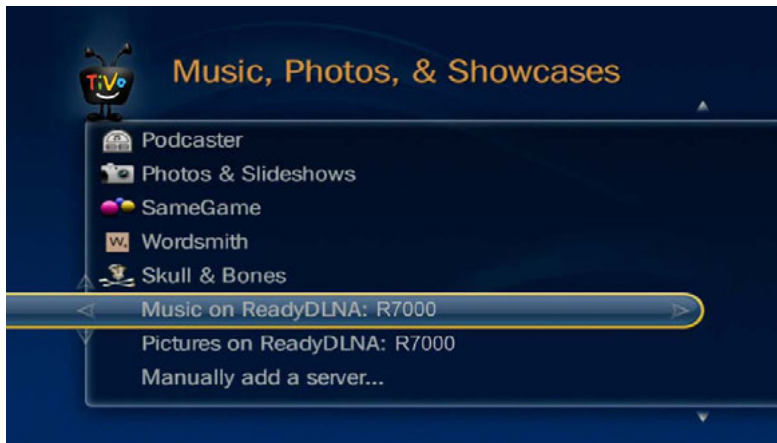 TiVo
Music, Photos, & Showcases
Podcaster
Photos & Slideshows
SameGame
W.
Wordsmith
Skull & Bones
Music on ReadyDLNA: R7000
Pictures on ReadyDLNA: R7000
Manually add a server...